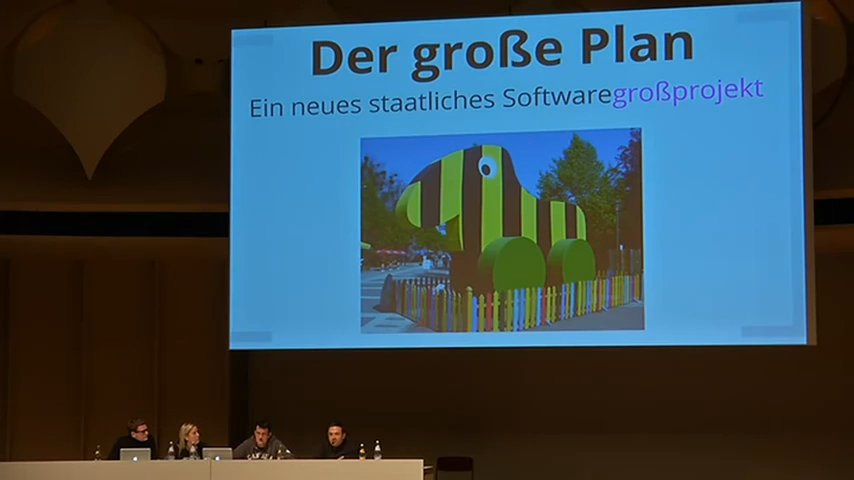 Der große Plan
Ein neues staatliches Softwaregroßprojekt